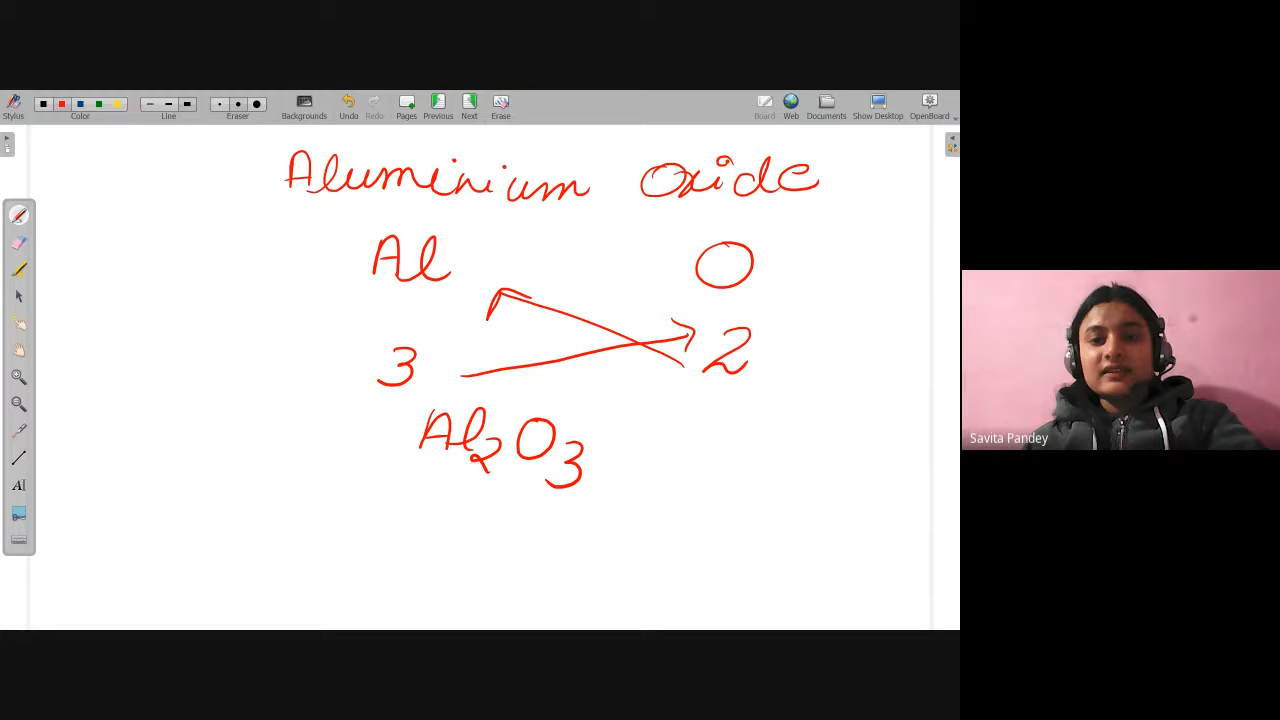 Stylus Color Line Eraser Backgrounds Undo Redo Pages Previous Next Erase Board Web Documents Show Desktop OpenBoard
Aluminium Oxide
Al O
3 2
Al₂O₃
AI
Savita Pandey